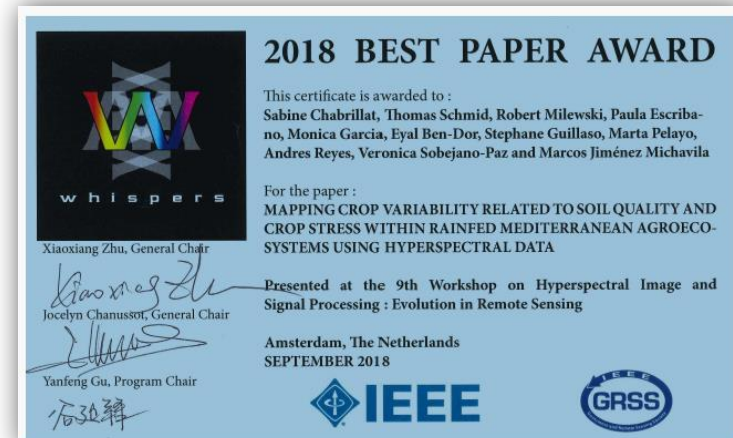 2018 BEST PAPER AWARD
This certificate is awarded to :
Sabine Chabrillat, Thomas Schmid, Robert Milewski, Paula Escriba-
no, Monica Garcia, Eyal Ben-Dor, Stephane Guillaso, Marta Pelayo,
Andres Reyes, Veronica Sobejano-Paz and Marcos Jiménez Michavila
For the paper :
MAPPING CROP VARIABILITY RELATED TO SOIL QUALITY AND
CROP STRESS WITHIN RAINFED MEDITERRANEAN AGROECO-
SYSTEMS USING HYPERSPECTRAL DATA
Presented at the 9th Workshop on Hyperspectral Image and
Signal Processing : Evolution in Remote Sensing
Amsterdam, The Netherlands
SEPTEMBER 2018
whispers
Xiaoxiang Zhu, General Chair
Xiaoxiang Zhu
Jocelyn Chanussot, General Chair
Yanfeng Gu, Program Chair
IEEE
IEEE
GRSS